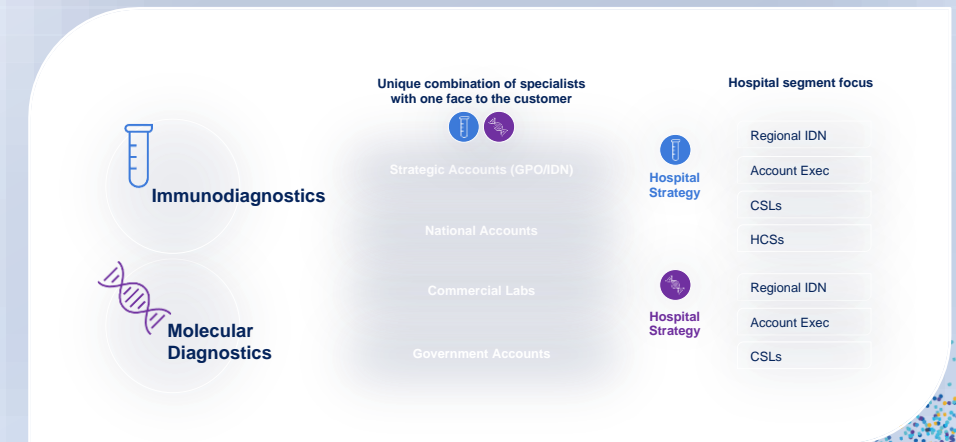 Unique combination of specialists
with one face to the customer
Hospital segment focus
Immunodiagnostics
Molecular
Diagnostics
Strategic Accounts (GPO/IDN)
National Accounts
Commercial Labs
Government Accounts
Hospital
Strategy
Regional IDN
Account Exec
CSLs
HCSs
Hospital
Strategy
Regional IDN
Account Exec
CSLs